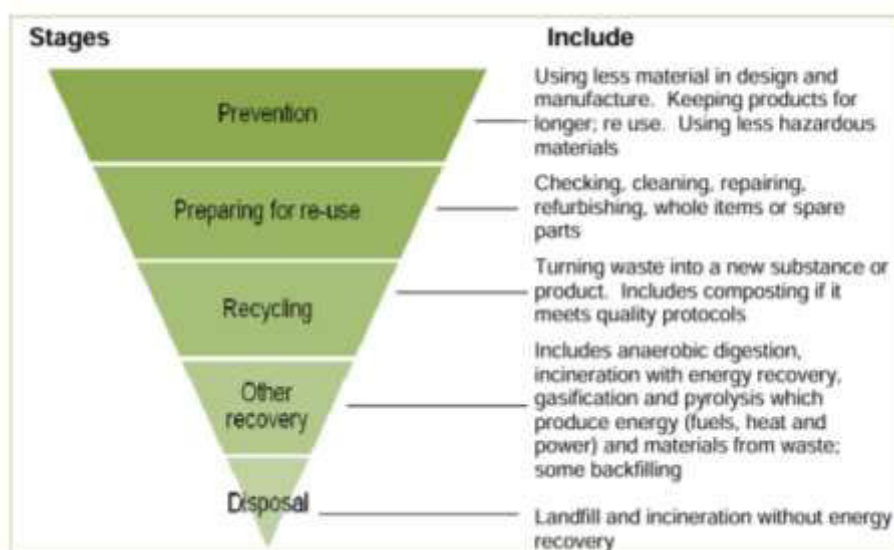 Stages
Include
Prevention
Using less material in design and
manufacture. Keeping products for
longer; re use. Using less hazardous
materials
Preparing for re-use
Checking, cleaning, repairing,
refurbishing, whole items or spare
parts
Recycling
Turning waste into a new substance or
product. Includes composting if it
meets quality protocols
Other
recovery
Includes anaerobic digestion,
incineration with energy recovery,
gasification and pyrolysis which
produce energy (fuels, heat and
power) and materials from waste;
some backfilling
Disposal
Landfill and incineration without energy
recovery